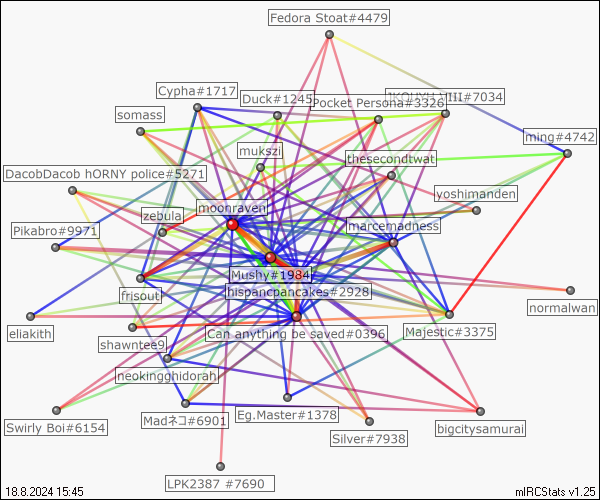 Fedora Stoat#4479
Cypha#1717
Duck#1245
Pocket Persona#3326
#7034
somass
ming#4742
mukszi
thesecondtwat
DacobDacob hORNY police#5271
yoshimanden
moonraven
zebula
marcemadness
Pikabro#9971
Mushy#1984
frisout
hispancpancakes#2928
normalwan
eliakith
Can anything be saved#0396
Majestic#3375
shawntee9
neokingghidorah
Swirly Boi#6154
Madネコ#6901
Eg.Master#1378
Silver#7938
bigcitysamurai
LPK2387 #7690
18.8.2024 15:45
mIRCStats v1.25